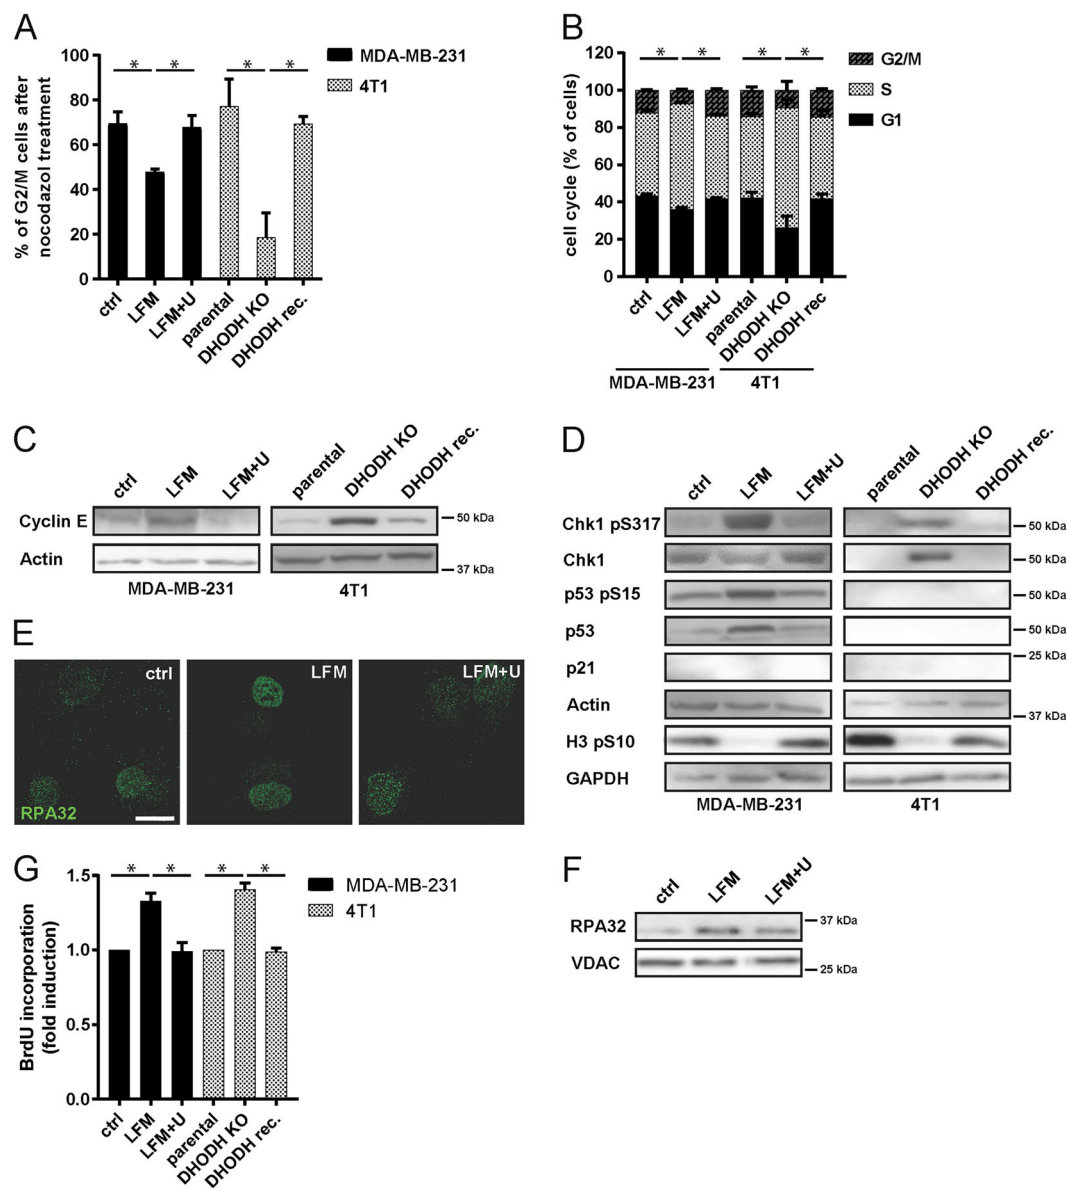 A
% of G2/M cells after
nocodazol treatment
100
80
60
40
20
0
* * * *
MDA-MB-231
4T1
ctrl
LFM
LFM+U
parental
DHODH KO
DHODH rec.
B
cell cycle (% of cells)
120
100
80
60
40
20
0
* * * *
G2/M
S
G1
ctrl
LFM
LFM+U
parental
DHODH KO
DHODH rec.
MDA-MB-231
4T1
C
ctrl
LFM
LFM+U
parental
DHODH KO
DHODH rec.
Cyclin E
50 kDa
Actin
37 kDa
MDA-MB-231
4T1
D
ctrl
LFM
LFM+U
parental
DHODH KO
DHODH rec.
Chk1 pS317
50 kDa
Chk1
50 kDa
p53 pS15
50 kDa
p53
50 kDa
p21
25 kDa
Actin
37 kDa
H3 pS10
GAPDH
MDA-MB-231
4T1
E
ctrl
LFM
LFM+U
RPA32
G
BrdU incorporation
(fold induction)
1.5
1.0
0.5
0.0
* * * *
MDA-MB-231
4T1
ctrl
LFM
LFM+U
parental
DHODH KO
DHODH rec.
F
ctrl
LFM
LFM+U
RPA32
37 kDa
VDAC
25 kDa